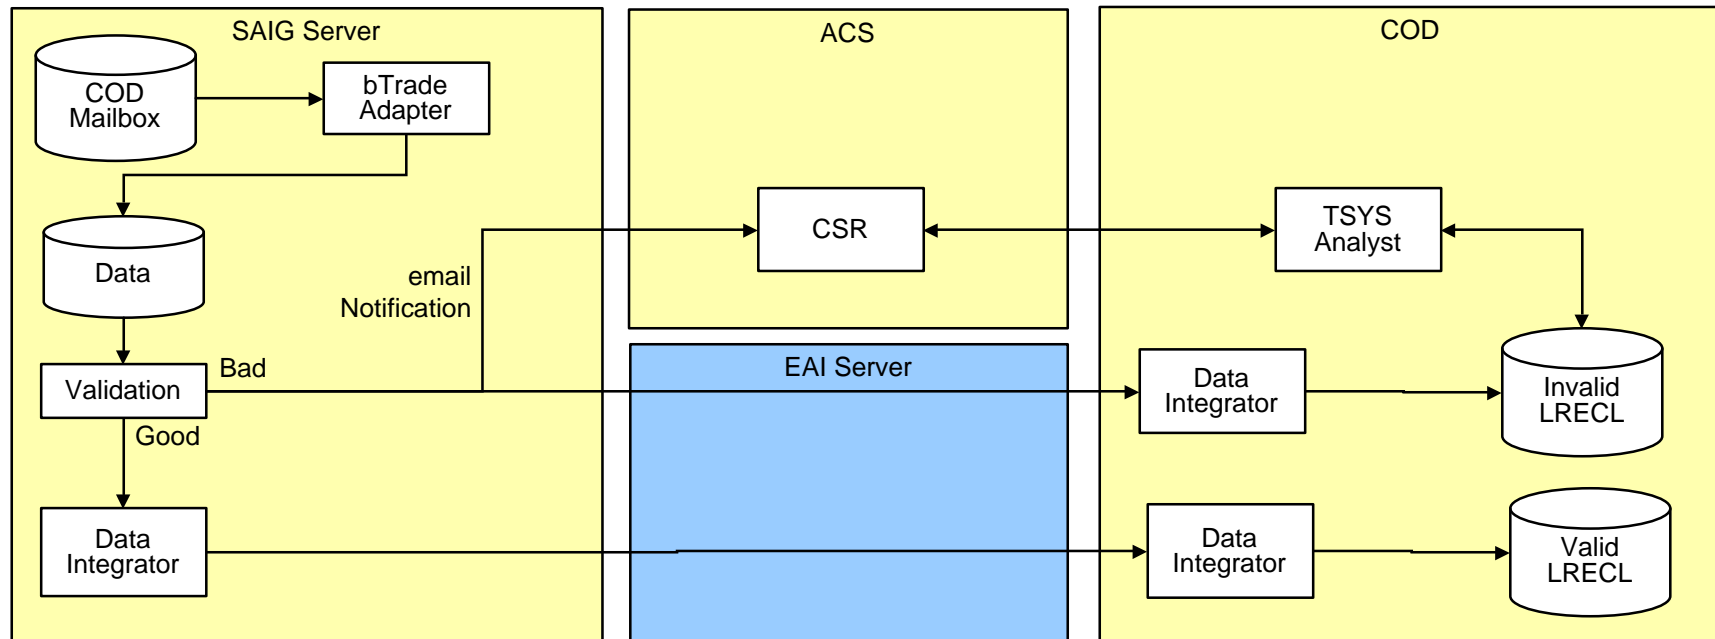 SAIG Server
COD
Mailbox
bTrade
Adapter
Data
email
Notification
Validation
Bad
Good
Data
Integrator
ACS
CSR
EAI Server
COD
TSYS
Analyst
Data
Integrator
Invalid
LRECL
Data
Integrator
Valid
LRECL